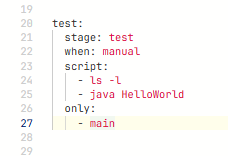 19
20 test:
21 stage: test
22 when: manual
23 script:
24 - ls -l
25 - java HelloWorld
26 only:
27 - main
28
29